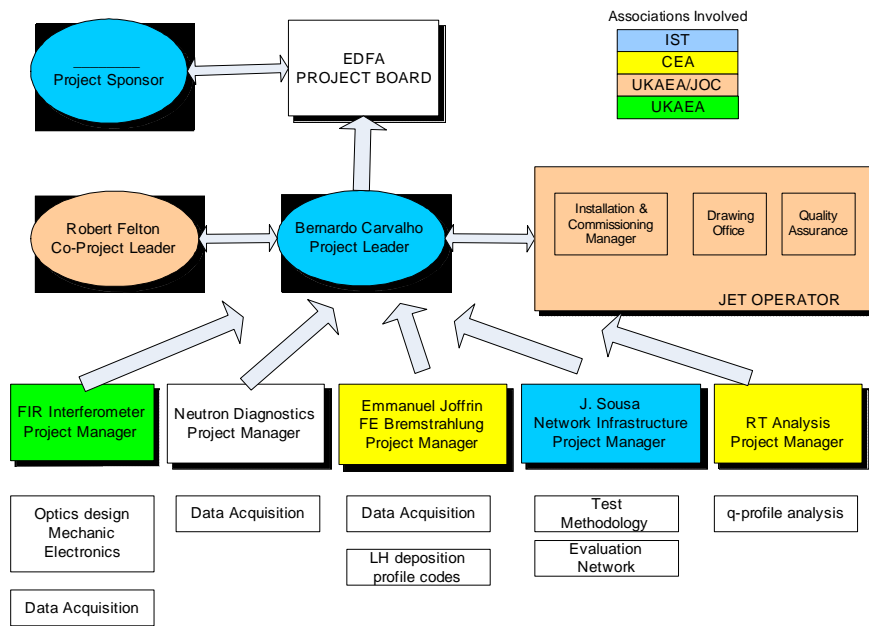 Associations Involved
IST
CEA
UKAEA/JOC
UKAEA
Project Sponsor
EDFA
PROJECT BOARD
Robert Felton
Co-Project Leader
Bernardo Carvalho
Project Leader
Installation &
Commissioning
Manager
Drawing
Office
Quality
Assurance
JET OPERATOR
FIR Interferometer
Project Manager
Neutron Diagnostics
Project Manager
Emmanuel Joffrin
FE Bremstrahlung
Project Manager
J. Sousa
Network Infrastructure
Project Manager
RT Analysis
Project Manager
Optics design
Mechanic
Electronics
Data Acquisition
Data Acquisition
Data Acquisition
LH deposition
profile codes
Test
Methodology
Evaluation
Network
q-profile analysis